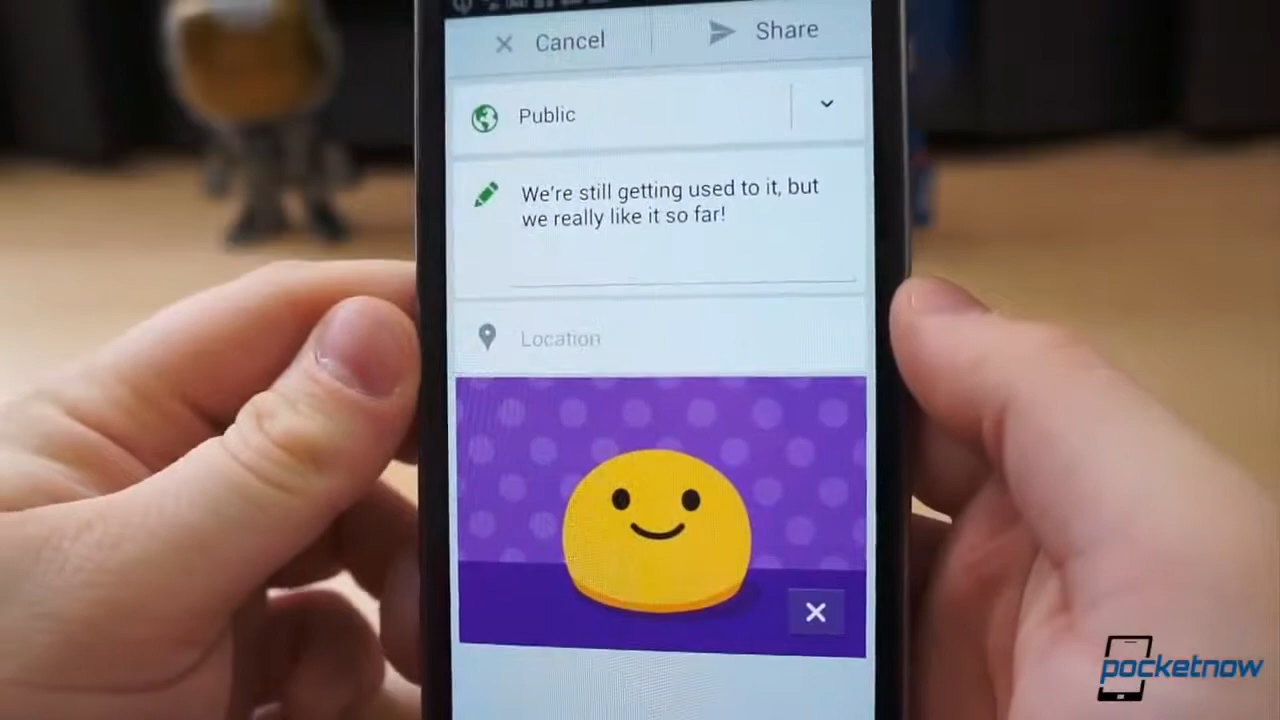 Cancel
Share
Public
We're still getting used to it, but
we really like it so far!
Location
pocketnow